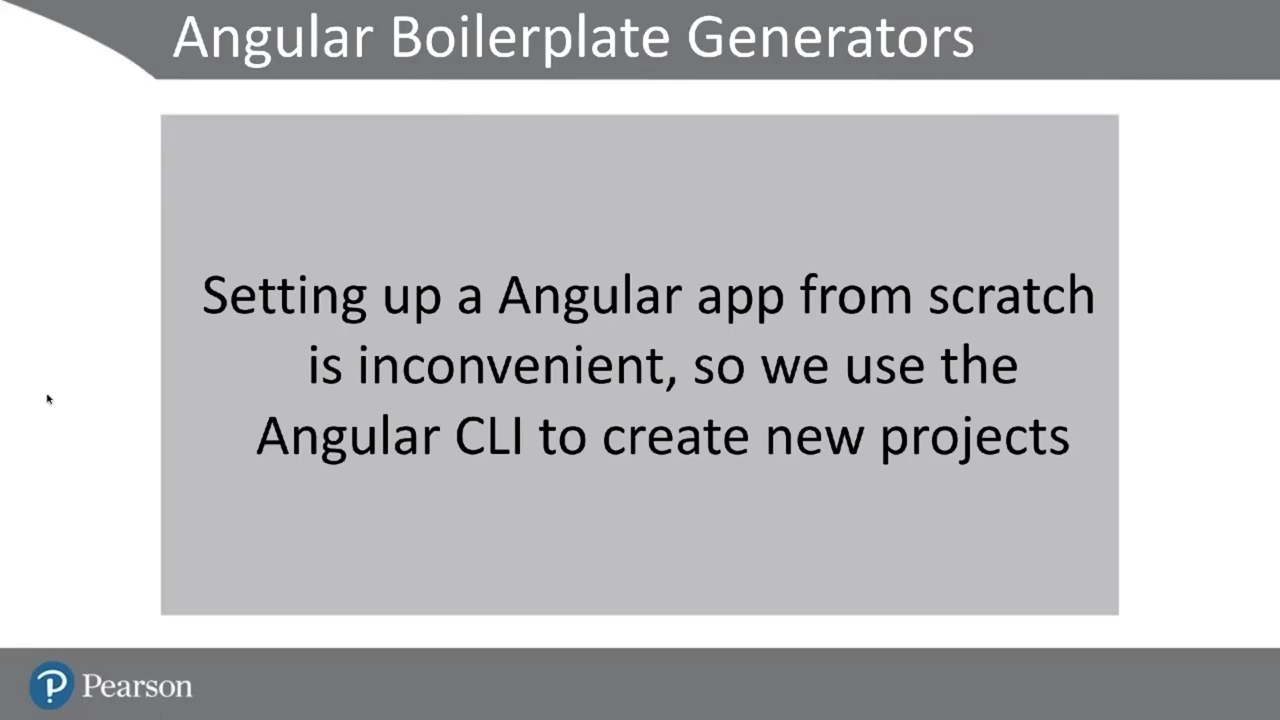 Angular Boilerplate Generators
Setting up a Angular app from scratch
is inconvenient, so we use the
Angular CLI to create new projects
Pearson